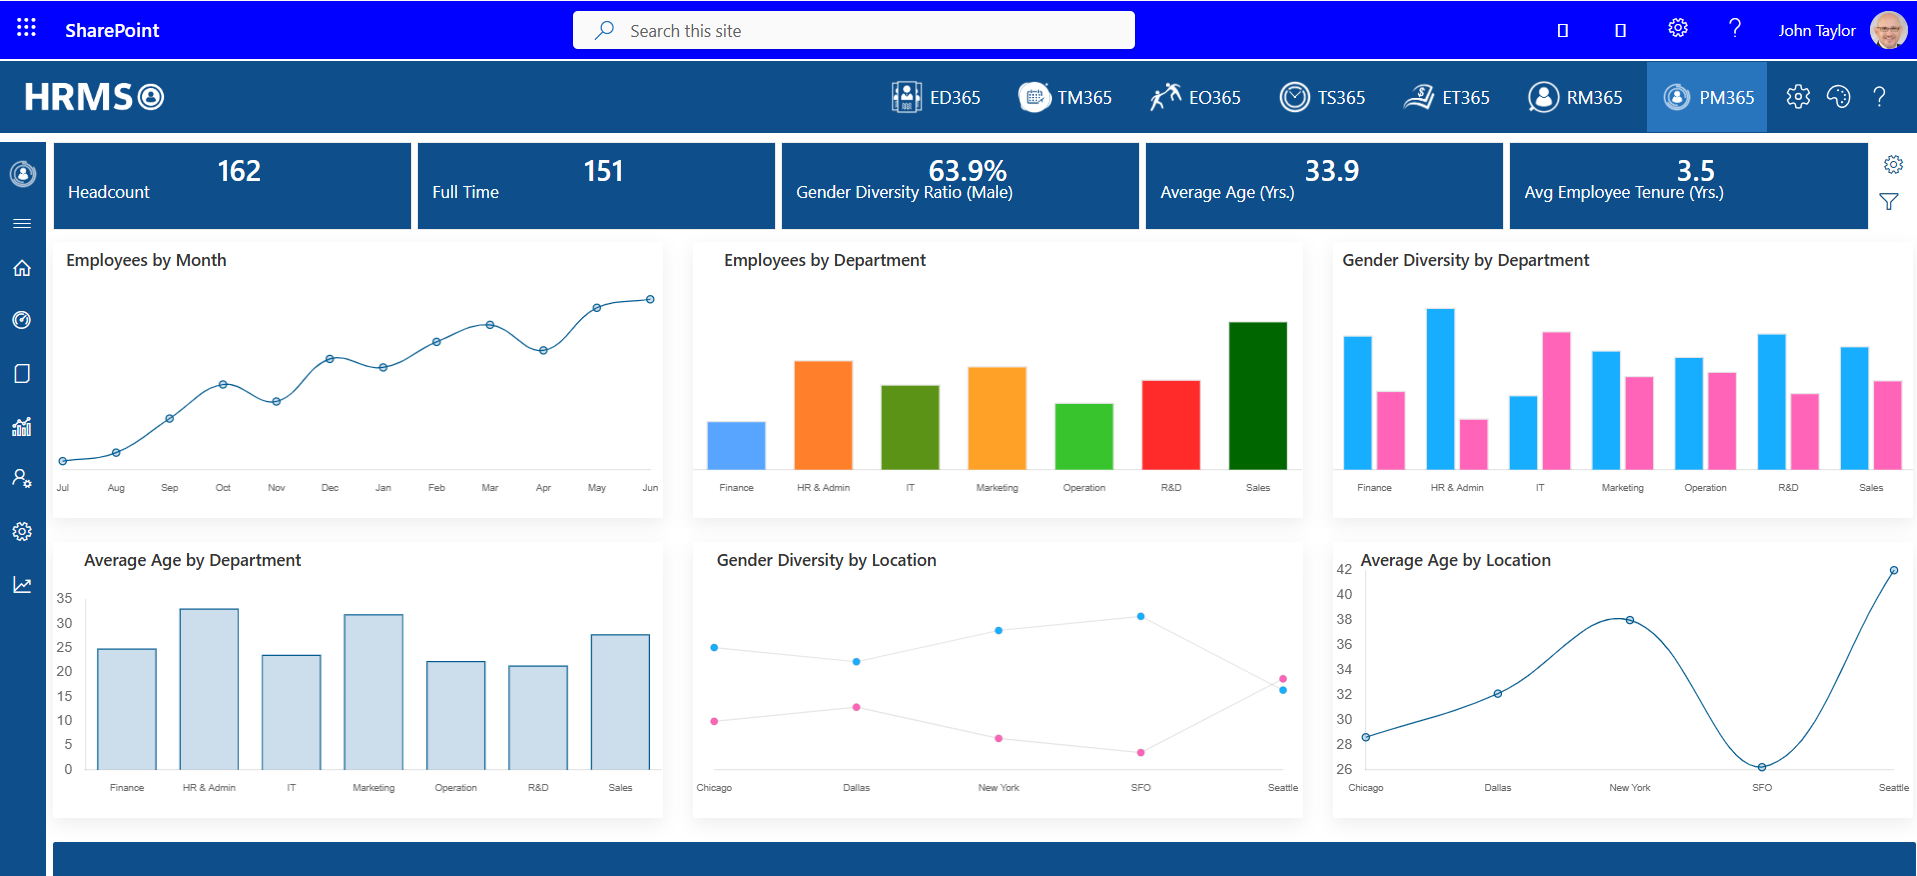 SharePoint
Search this site
John Taylor
HRMS
ED365
TM365
EO365
TS365
ET365
RM365
PM365
162
Headcount
151
Full Time
63.9%
Gender Diversity Ratio (Male)
33.9
Average Age (Yrs.)
3.5
Avg Employee Tenure (Yrs.)
Employees by Month
Jul Aug Sep Oct Nov Dec Jan Feb Mar Apr May Jun
Employees by Department
Finance HR & Admin IT Marketing Operation R&D Sales
Gender Diversity by Department
Finance HR & Admin IT Marketing Operation R&D Sales
Average Age by Department
35
30
25
20
15
10
5
0
Finance HR & Admin IT Marketing Operation R&D Sales
Gender Diversity by Location
Chicago Dallas New York SFO Seattle
Average Age by Location
42
40
38
36
34
32
30
28
26
Chicago Dallas New York SFO Seattle